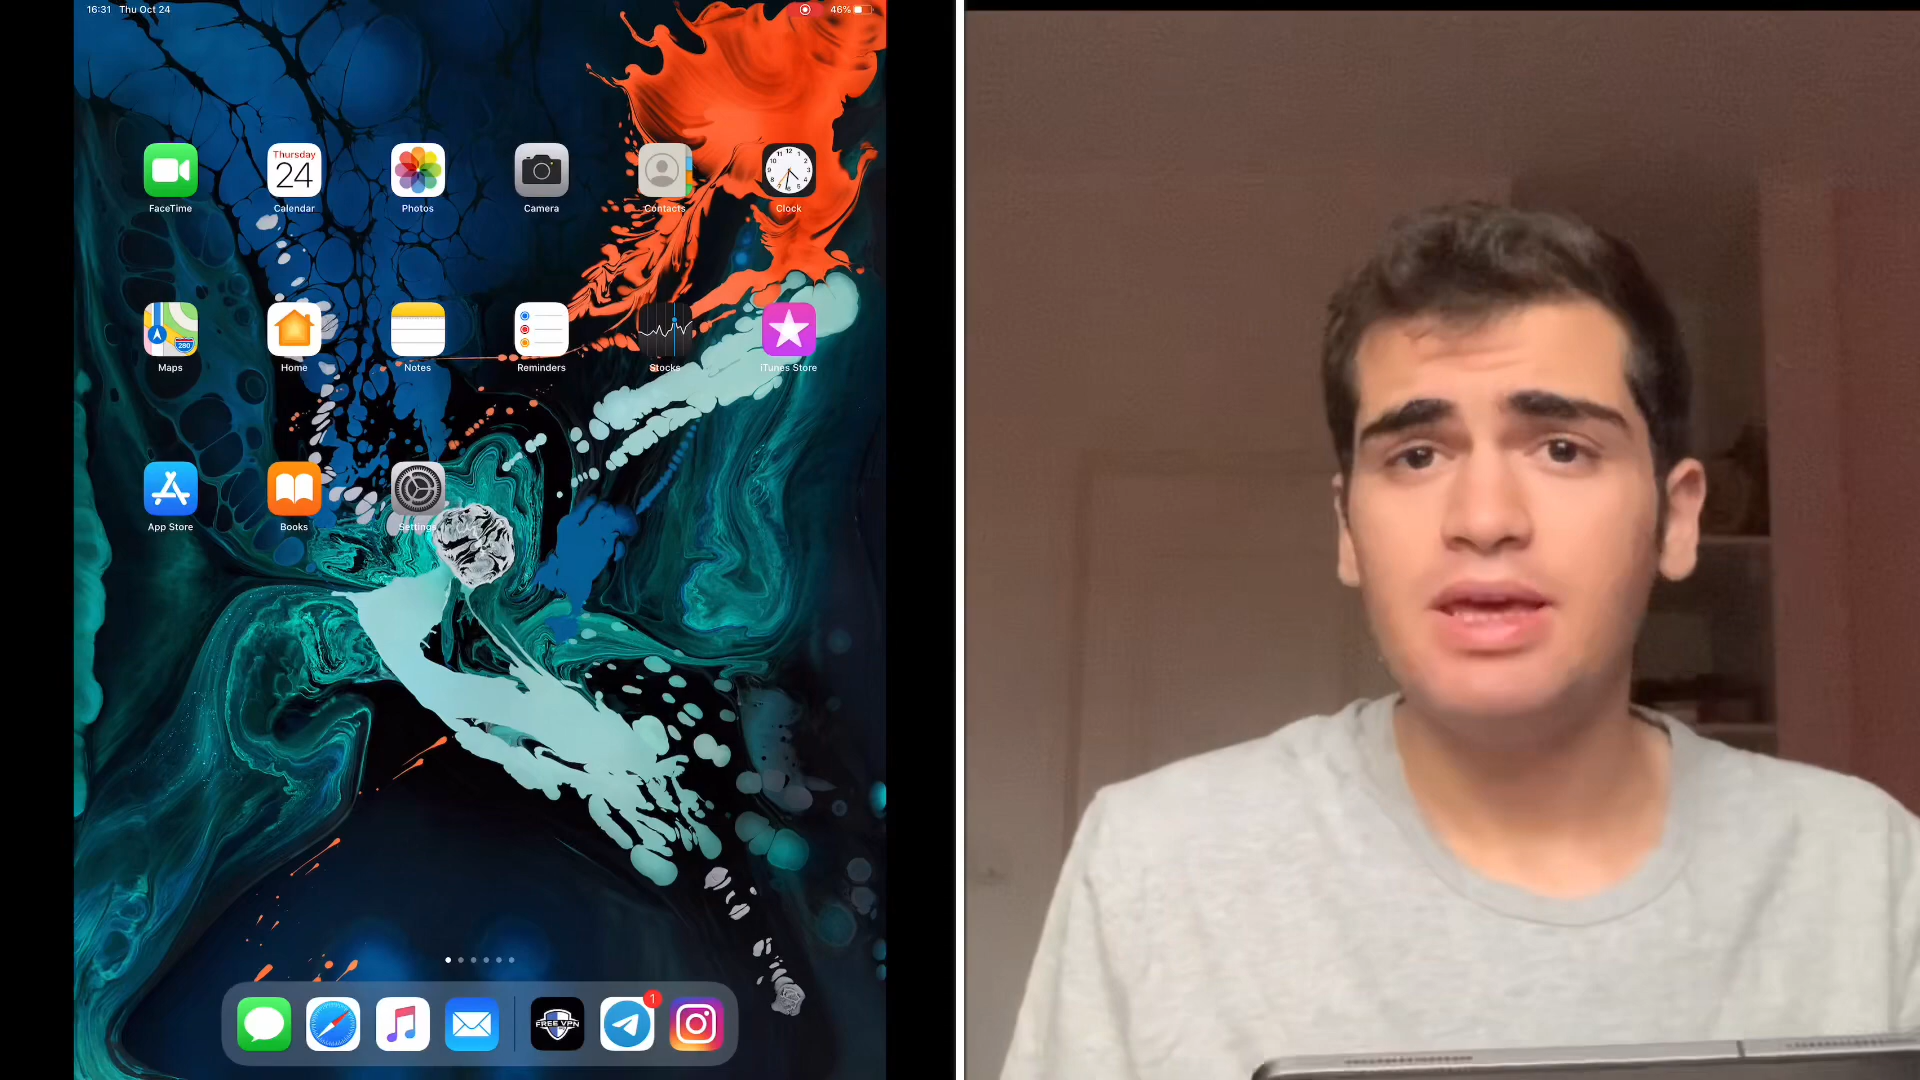 16:31 Thu Oct 24
46%
Thursday
24
FaceTime
Calendar
Photos
Camera
Contacts
Clock
280
Maps
Home
Notes
Reminders
Stocks
iTunes Store
App Store
Books
Settings
FREE VPN
1